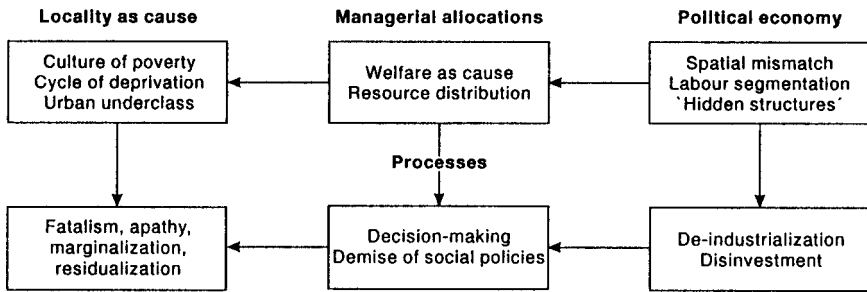 Locality as cause
Managerial allocations
Political economy
Culture of poverty
Cycle of deprivation
Urban underclass
Welfare as cause
Resource distribution
Spatial mismatch
Labour segmentation
`Hidden structures´
Processes
Fatalism, apathy,
marginalization,
residualization
Decision-making
Demise of social policies
De-industrialization
Disinvestment